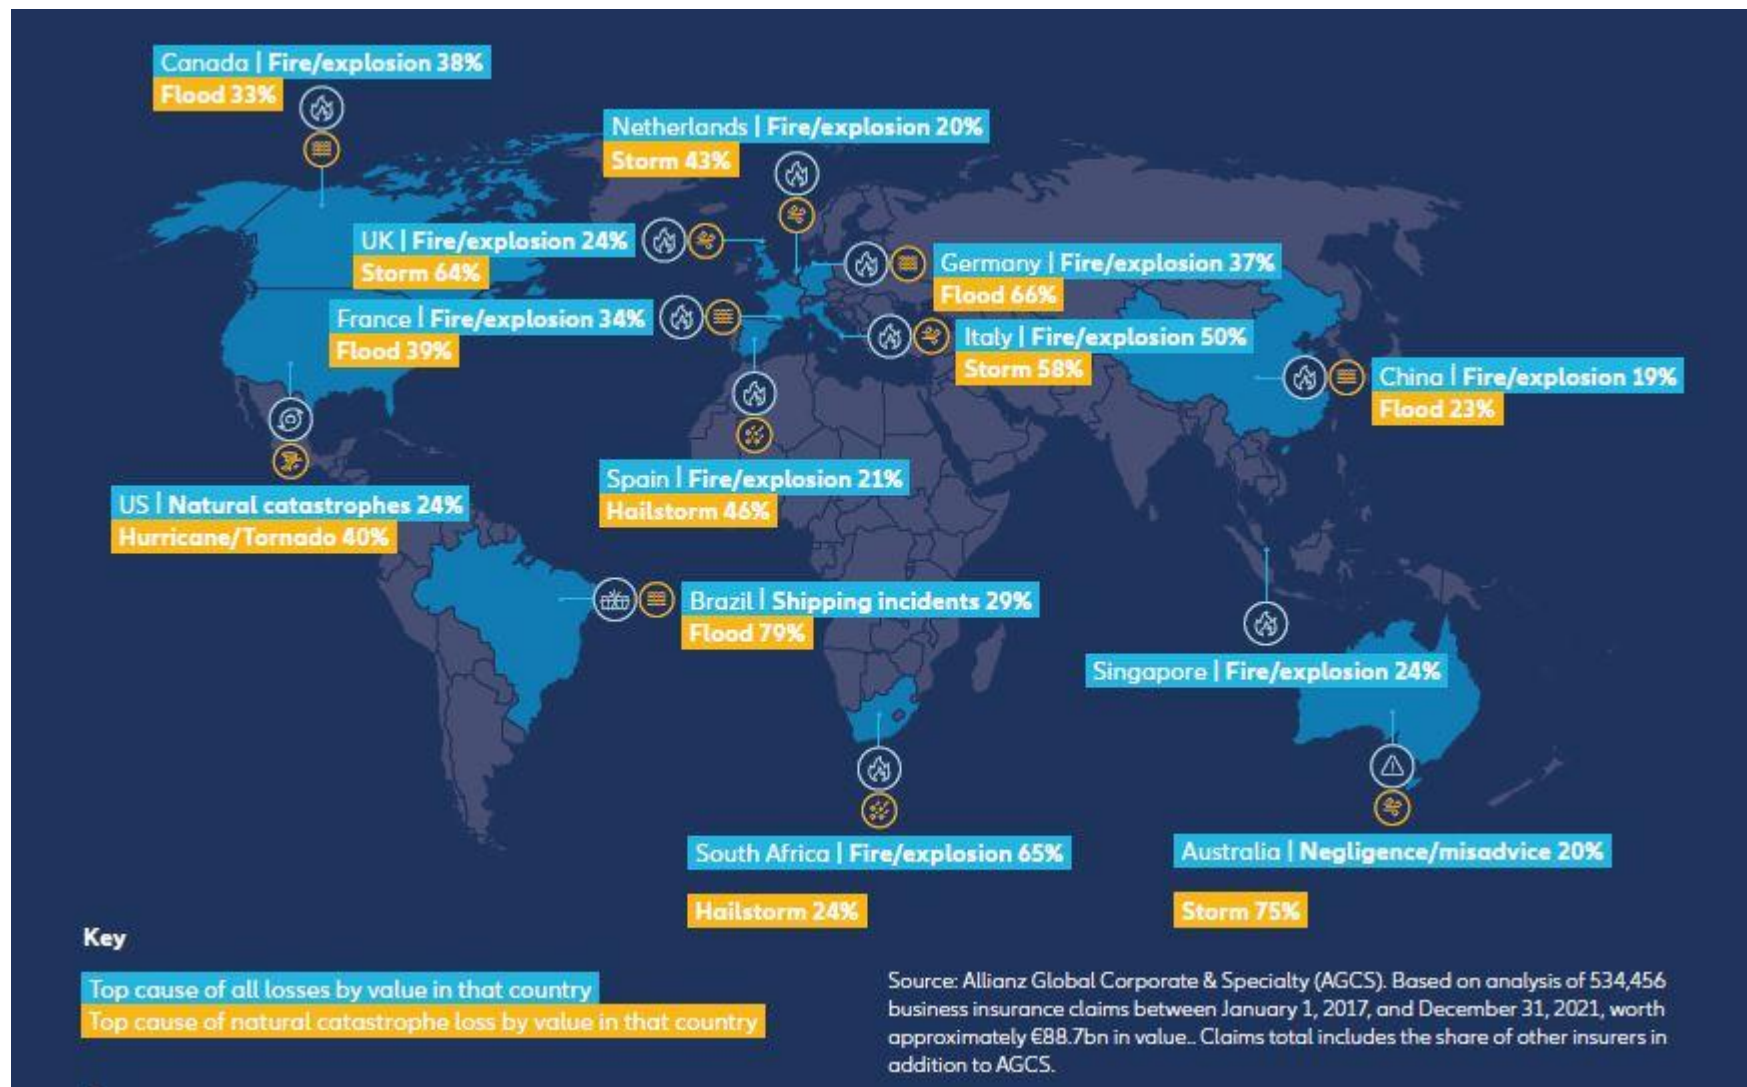 Canada | Fire/explosion 38%
Flood 33%
Netherlands | Fire/explosion 20%
Storm 43%
UK | Fire/explosion 24%
Storm 64%
Germany | Fire/explosion 37%
Flood 66%
France | Fire/explosion 34%
Flood 39%
Italy | Fire/explosion 50%
Storm 58%
China | Fire/explosion 19%
Flood 23%
Spain | Fire/explosion 21%
Hailstorm 46%
US | Natural catastrophes 24%
Hurricane/Tornado 40%
Brazil | Shipping incidents 29%
Flood 79%
Singapore | Fire/explosion 24%
South Africa | Fire/explosion 65%
Hailstorm 24%
Australia | Negligence/misadvice 20%
Storm 75%
Key
Top cause of all losses by value in that country
Top cause of natural catastrophe loss by value in that country
Source: Allianz Global Corporate & Specialty (AGCS). Based on analysis of 534,456
business insurance claims between January 1, 2017, and December 31, 2021, worth
approximately €88.7bn in value.. Claims total includes the share of other insurers in
addition to AGCS.